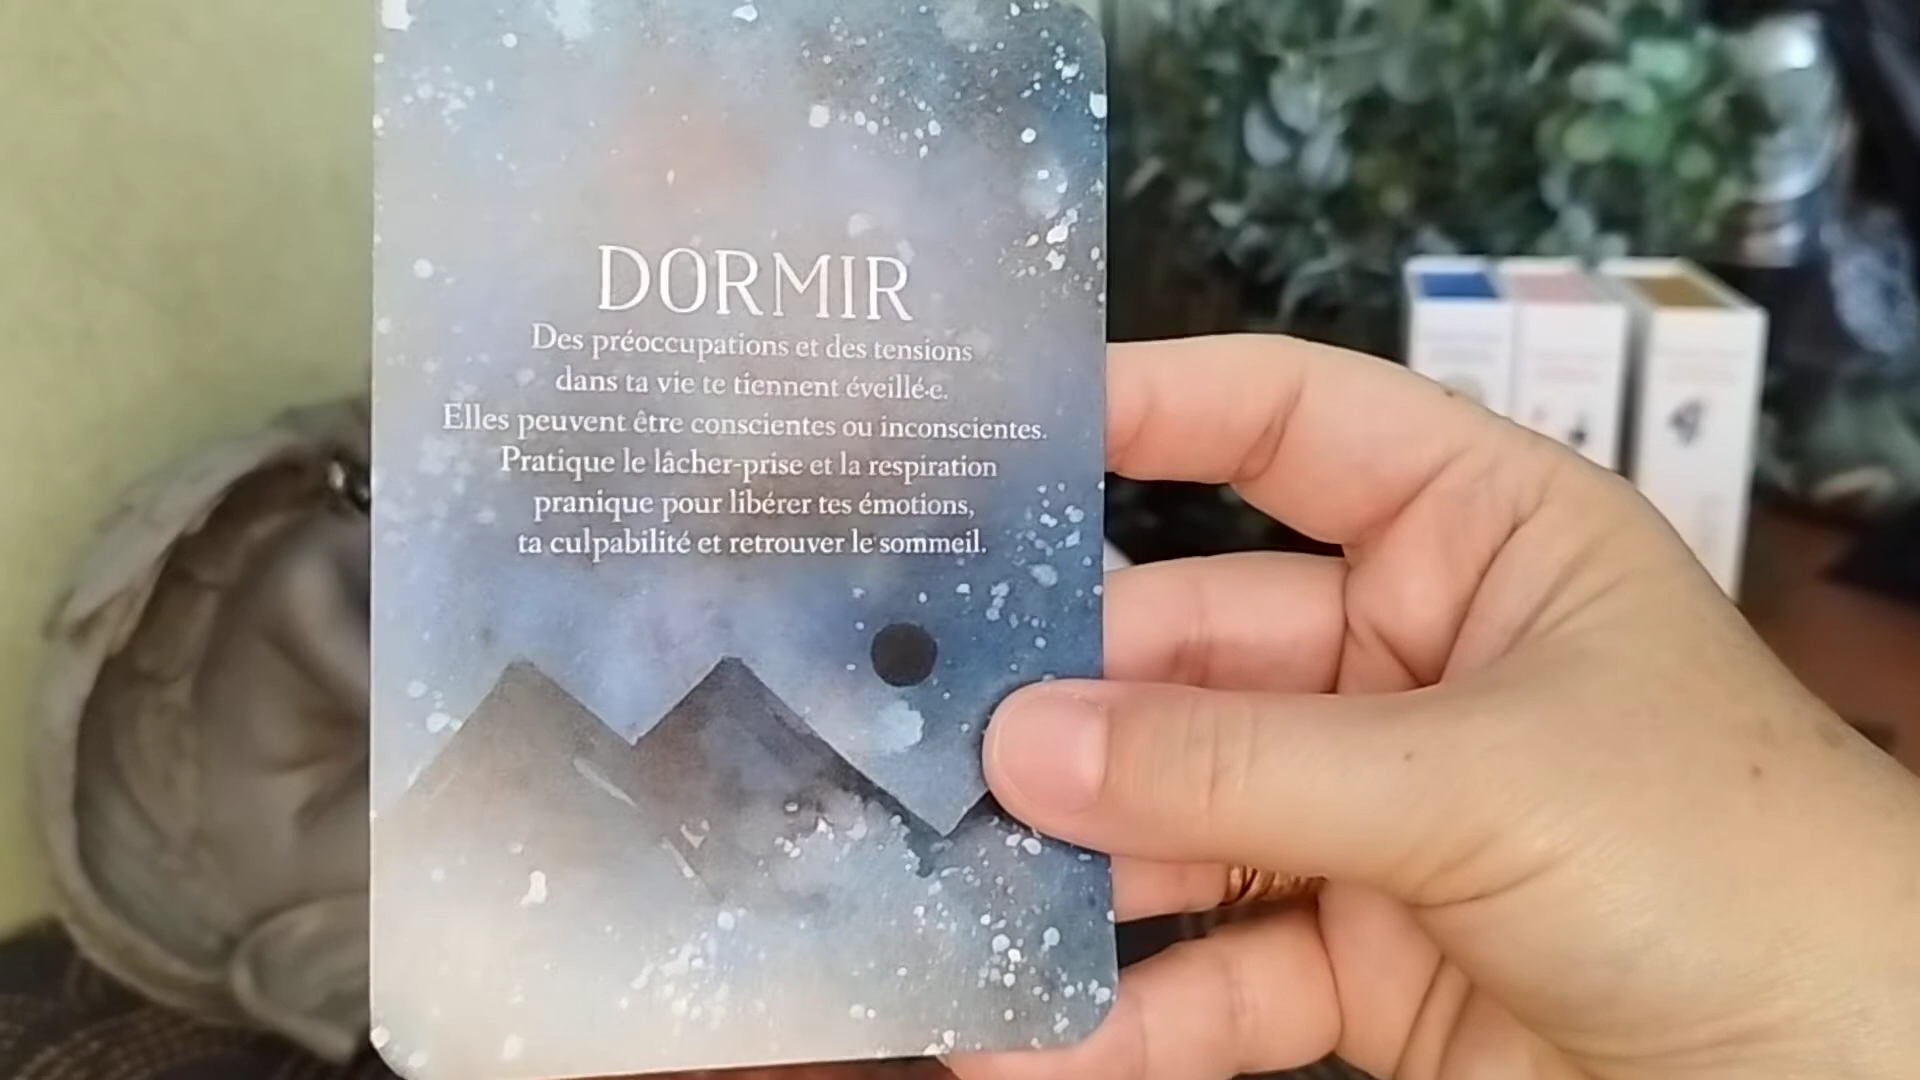 DORMIR
Des préoccupations et des tensions
dans ta vie te tiennent éveillé·e.
Elles peuvent être conscientes ou inconscientes.
Pratique le lâcher-prise et la respiration
pranique pour libérer tes émotions,
ta culpabilité et retrouver le sommeil.